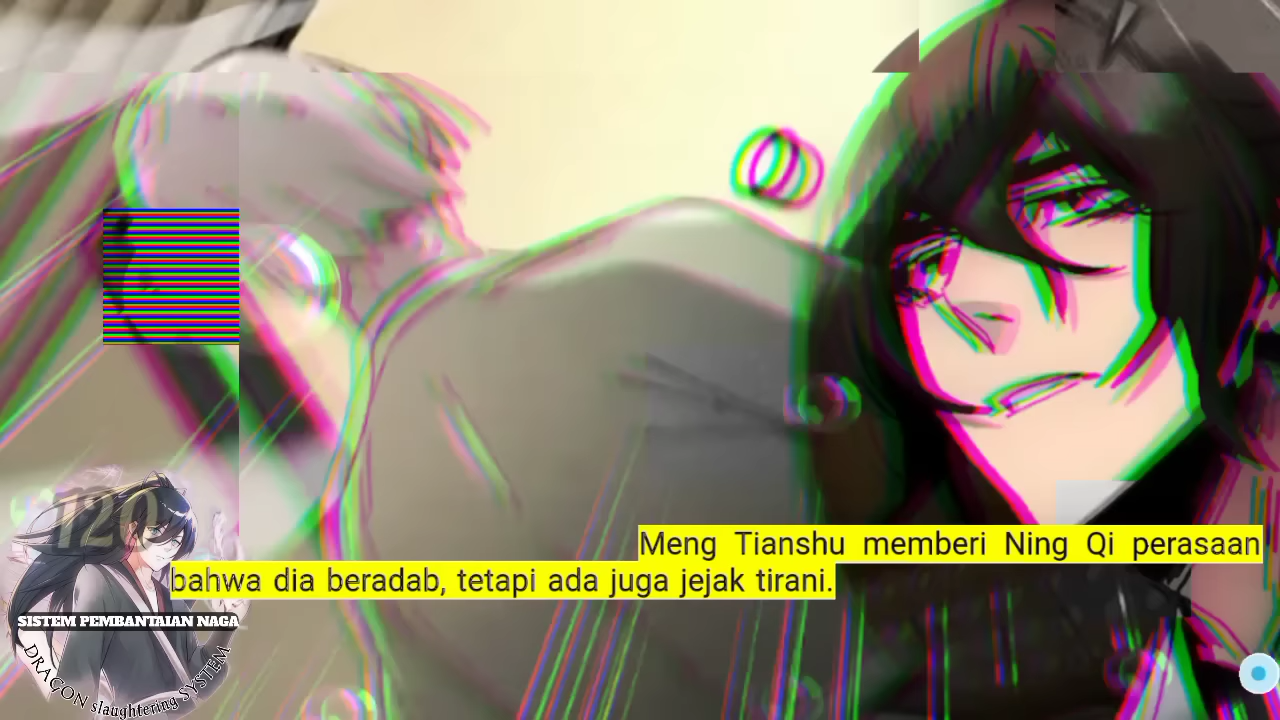 Meng Tianshu memberi Ning Qi perasaan
bahwa dia beradab, tetapi ada juga jejak tirani.
120
SISTEM PEMBANTAIAN NAGA
DRAGON slaughtering SYSTEM